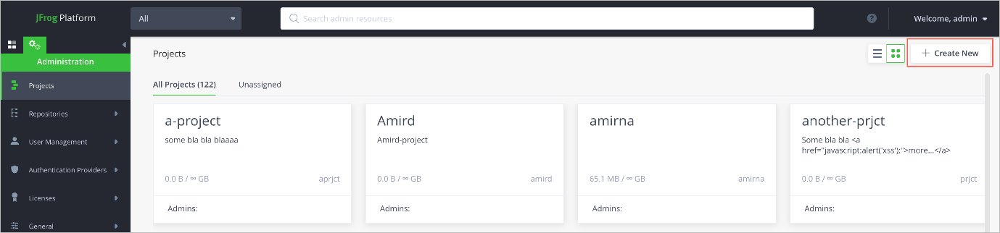 JFrog Platform
All
Search admin resources
Welcome, admin
Administration
Projects
Create New
Projects
Repositories
User Management
Authentication Providers
Licenses
General
All Projects (122)
Unassigned
a-project
some bla bla blaaaa
0.0 B / ∞ GB
aprjct
Admins:
Amird
Amird-project
0.0 B / ∞ GB
amird
Admins:
amirna
65.1 MB / ∞ GB
amirna
Admins:
another-prjct
Some bla bla <a
href="javascript:alert('xss');">more...</a>
0.0 B / ∞ GB
prjct
Admins: